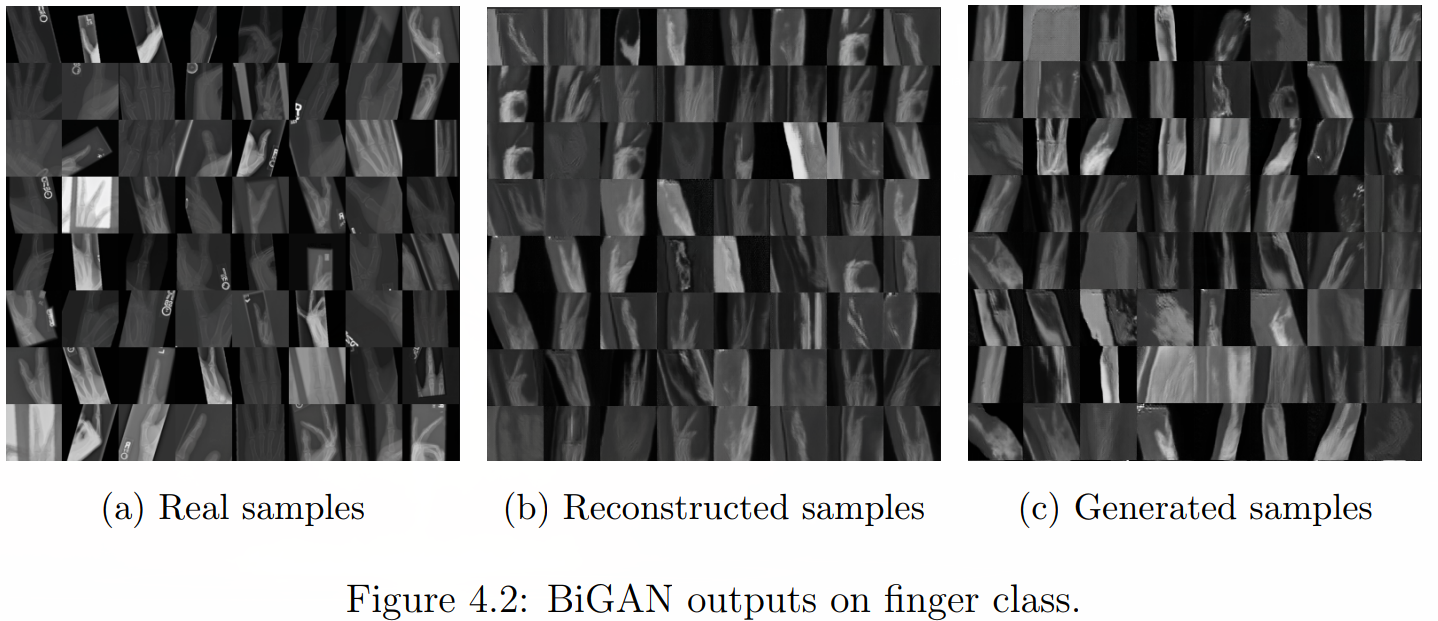 (a) Real samples
(b) Reconstructed samples
(c) Generated samples
Figure 4.2: BiGAN outputs on finger class.